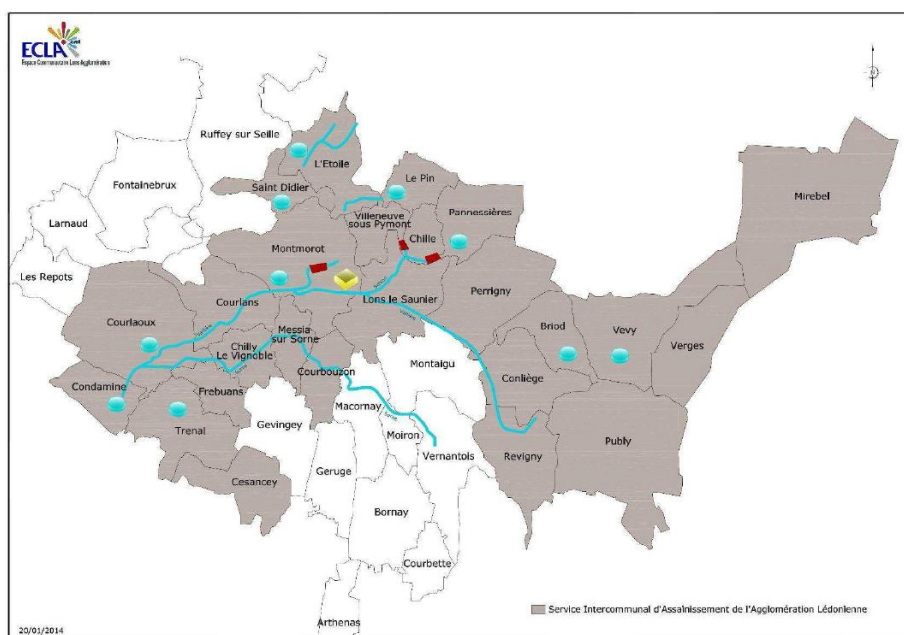 ECLA
Espace Communautaire Lons Agglomération
N
Ruffey sur Seille
L'Etoile
Fontainebrux
Saint Didier
Le Pin
Mirebel
Larnaud
Villeneuve
sous Pymont
Pannessières
Chille
Montmorot
Les Repots
Courlans
Lons le Saunier
Perrigny
Courlaoux
Messia
sur Sorne
Briod
Vevy
Chilly
Le Vignoble
Verges
Montaigu
Courbouzon
Conliège
Condamine
Frebuans
Macornay
Gevingey
Trenal
Moiron
Publy
Vernantois
Revigny
Geruge
Cesancey
Bornay
Courbette
Service Intercommunal d'Assainissement de l'Agglomération Lédonienne
Arthenas
20/01/2014